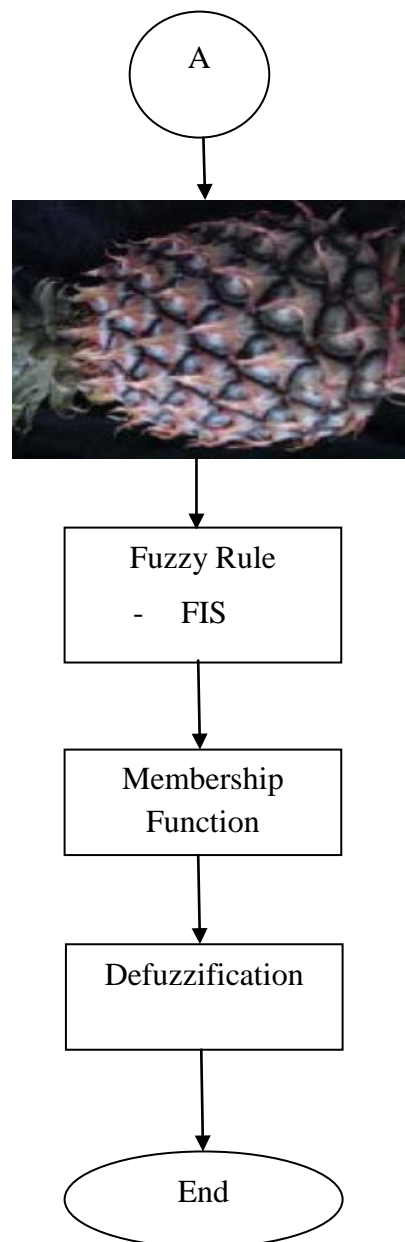 A
Fuzzy Rule
- FIS
Membership
Function
Defuzzification
End